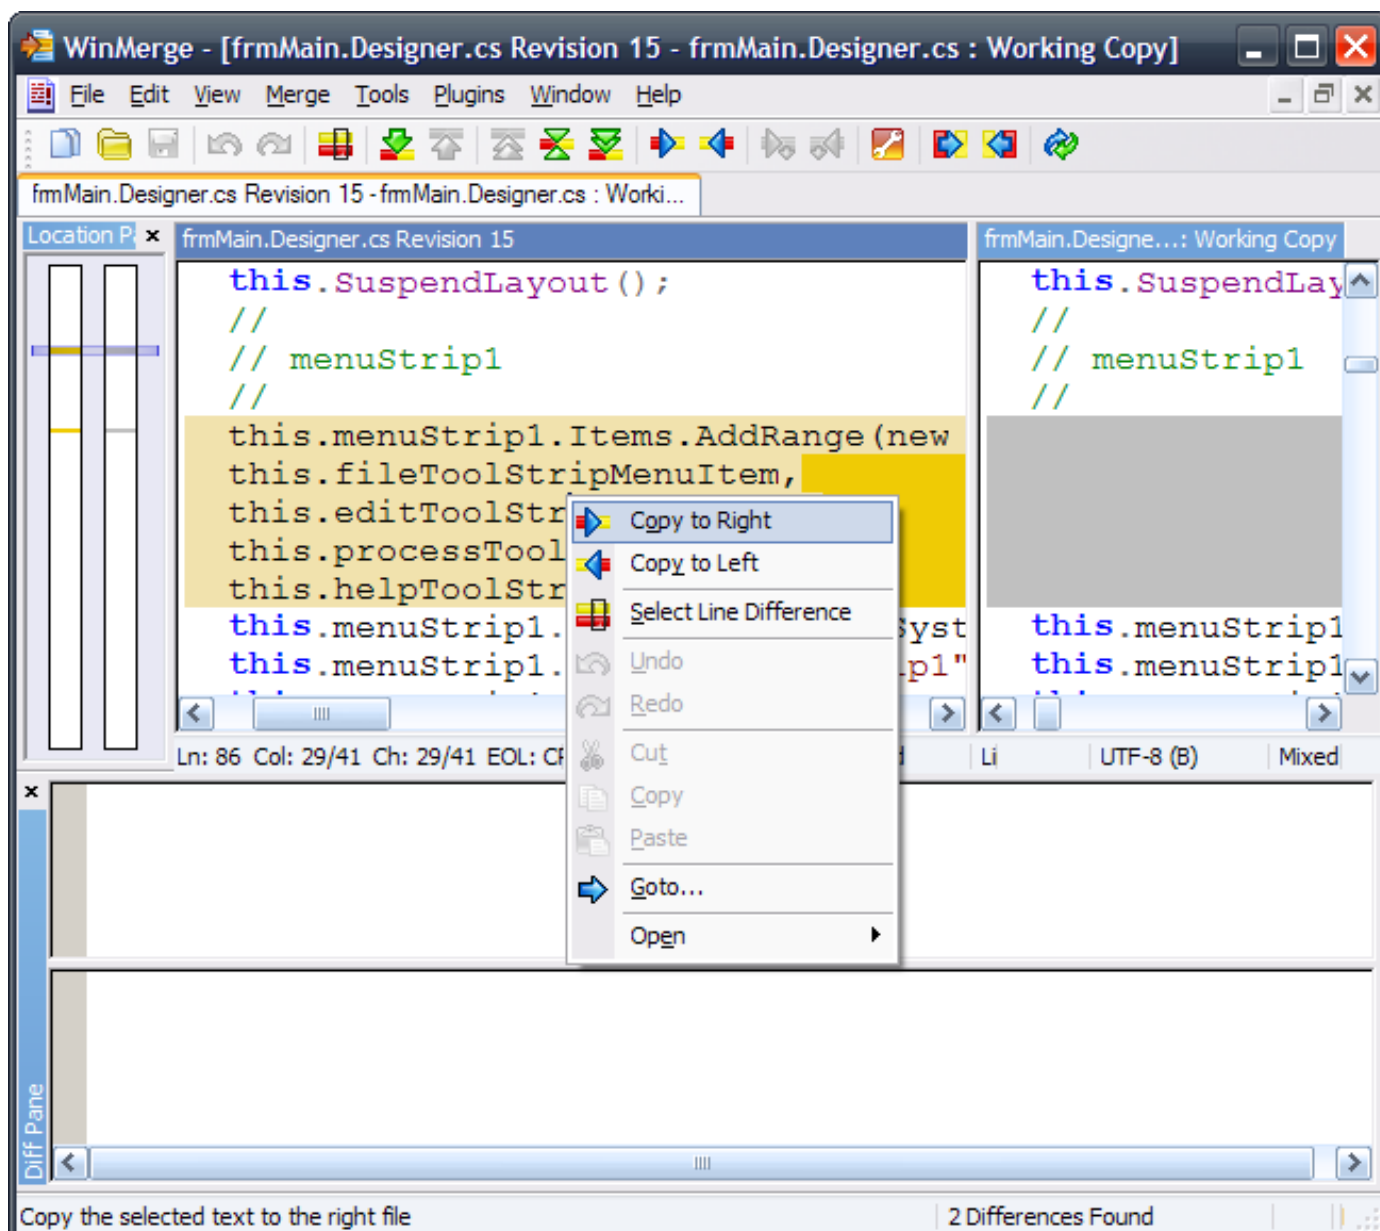 WinMerge - [frmMain.Designer.cs Revision 15 - frmMain.Designer.cs : Working Copy]
File Edit View Merge Tools Plugins Window Help
frmMain.Designer.cs Revision 15 - frmMain.Designer.cs : Worki...
Location P
frmMain.Designer.cs Revision 15
this.SuspendLayout();
//
// menuStrip1
//
this.menuStrip1.Items.AddRange(new
this.fileToolStripMenuItem,
this.editToolStr
this.processTool
this.helpToolStr
this.menuStrip1. Syst
this.menuStrip1. ip1"
Ln: 86 Col: 29/41 Ch: 29/41 EOL: CR
frmMain.Designe...: Working Copy
this.SuspendLay
//
// menuStrip1
//
this.menuStrip1
this.menuStrip1
Li UTF-8 (B) Mixed
Copy to Right
Copy to Left
Select Line Difference
Undo
Redo
Cut
Copy
Paste
Goto...
Open
Diff Pane
Copy the selected text to the right file
2 Differences Found